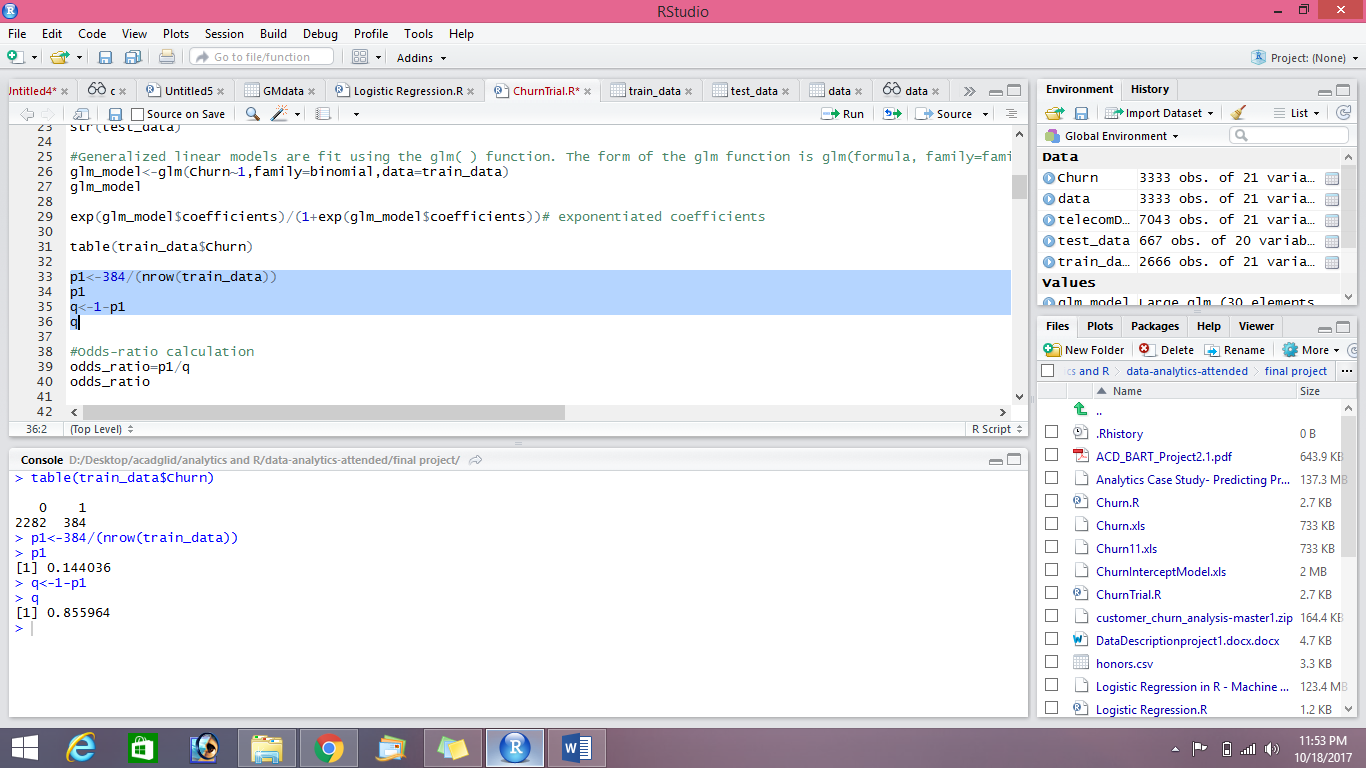 RStudio
File Edit Code View Plots Session Build Debug Profile Tools Help
Go to file/function Addins Project: (None)
Untitled4* c Untitled5 GMdata Logistic Regression.R ChurnTrial.R* train_data test_data data data
Source on Save Run Source
23 str(test_data)
24
25 #Generalized linear models are fit using the glm( ) function. The form of the glm function is glm(formula, family=fami
26 glm_model<-glm(Churn~1,family=binomial,data=train_data)
27 glm_model
28
29 exp(glm_model$coefficients)/(1+exp(glm_model$coefficients))# exponentiated coefficients
30
31 table(train_data$Churn)
32
33 p1<-384/(nrow(train_data))
34 p1
35 q<-1-p1
36 q
37
38 #Odds-ratio calculation
39 odds_ratio=p1/q
40 odds_ratio
41
42
36:2 (Top Level) R Script
Console D:/Desktop/acadglid/analytics and R/data-analytics-attended/final project/
> table(train_data$Churn)
0 1
2282 384
> p1<-384/(nrow(train_data))
> p1
[1] 0.144036
> q<-1-p1
> q
[1] 0.855964
>
Environment History
Import Dataset List
Global Environment
Data
Churn 3333 obs. of 21 varia…
data 3333 obs. of 21 varia…
telecomD… 7043 obs. of 21 varia…
test_data 667 obs. of 20 variab…
train_da… 2666 obs. of 21 varia…
Values
glm_model Large glm (30 elements
Files Plots Packages Help Viewer
New Folder Delete Rename More
cs and R data-analytics-attended final project ...
Name Size
..
.Rhistory 0 B
ACD_BART_Project2.1.pdf 643.9 KB
Analytics Case Study- Predicting Pr... 137.3 MB
Churn.R 2.7 KB
Churn.xls 733 KB
Churn11.xls 733 KB
ChurnInterceptModel.xls 2 MB
ChurnTrial.R 2.7 KB
customer_churn_analysis-master1.zip 164.4 KB
DataDescriptionproject1.docx.docx 4.7 KB
honors.csv 3.3 KB
Logistic Regression in R - Machine ... 123.4 MB
Logistic Regression.R 1.2 KB
11:53 PM
10/18/2017